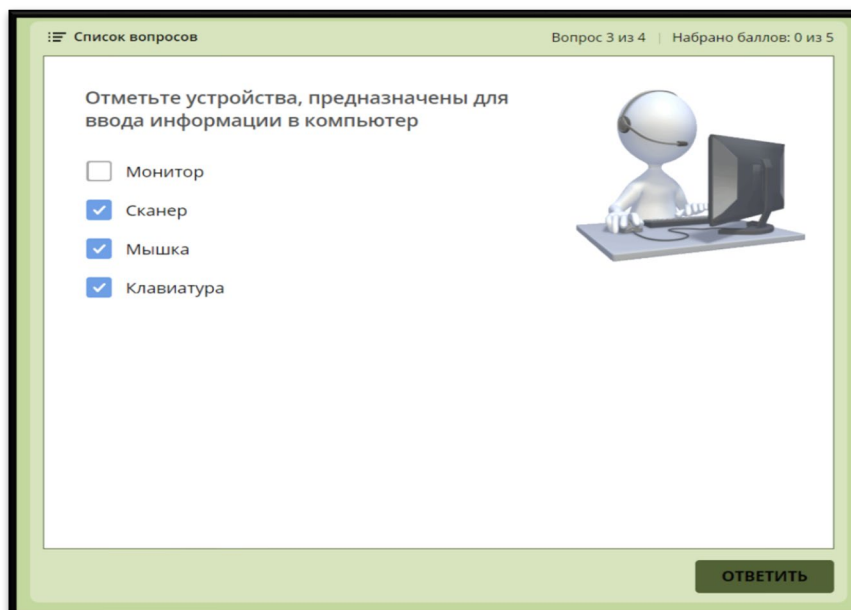 Список вопросов
Вопрос 3 из 4 | Набрано баллов: 0 из 5
Отметьте устройства, предназначены для
ввода информации в компьютер
Монитор
Сканер
Мышка
Клавиатура
ОТВЕТИТЬ